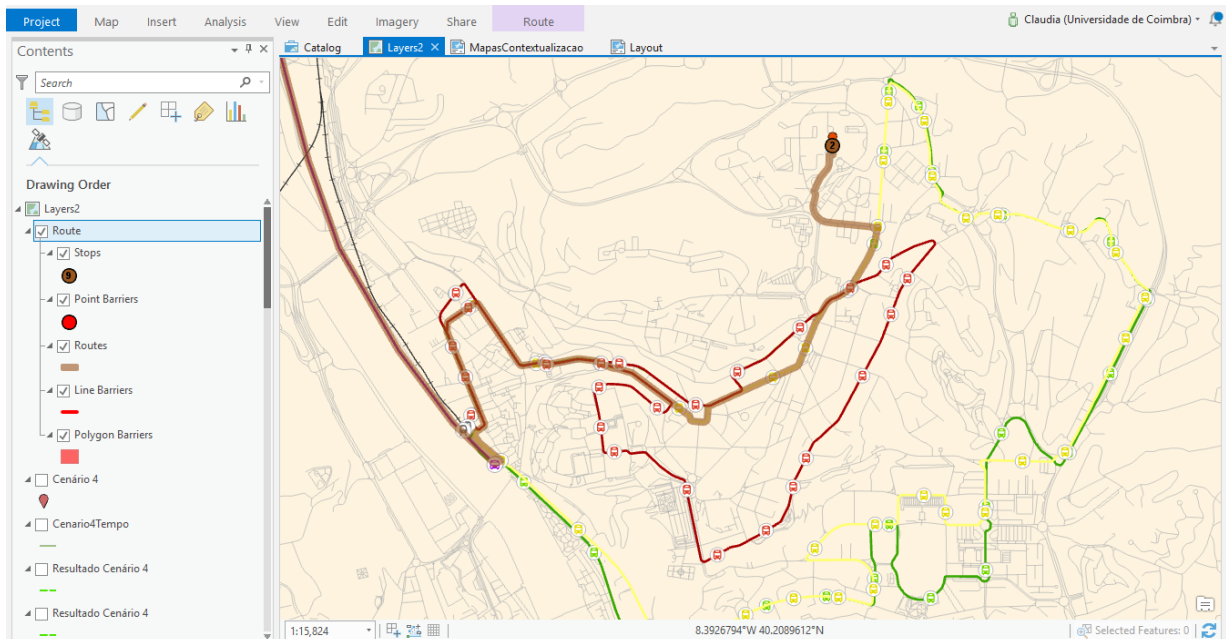 Project Map Insert Analysis View Edit Imagery Share Route Claudia (Universidade de Coimbra)
Contents
Catalog Layers2 MapasContextualizacao Layout
Search
Drawing Order
Layers2
Route
Stops
9
Point Barriers
Routes
Line Barriers
Polygon Barriers
Cenário 4
Cenario4Tempo
Resultado Cenário 4
Resultado Cenário 4
2
1:15,824 8.3926794°W 40.2089612°N Selected Features: 0